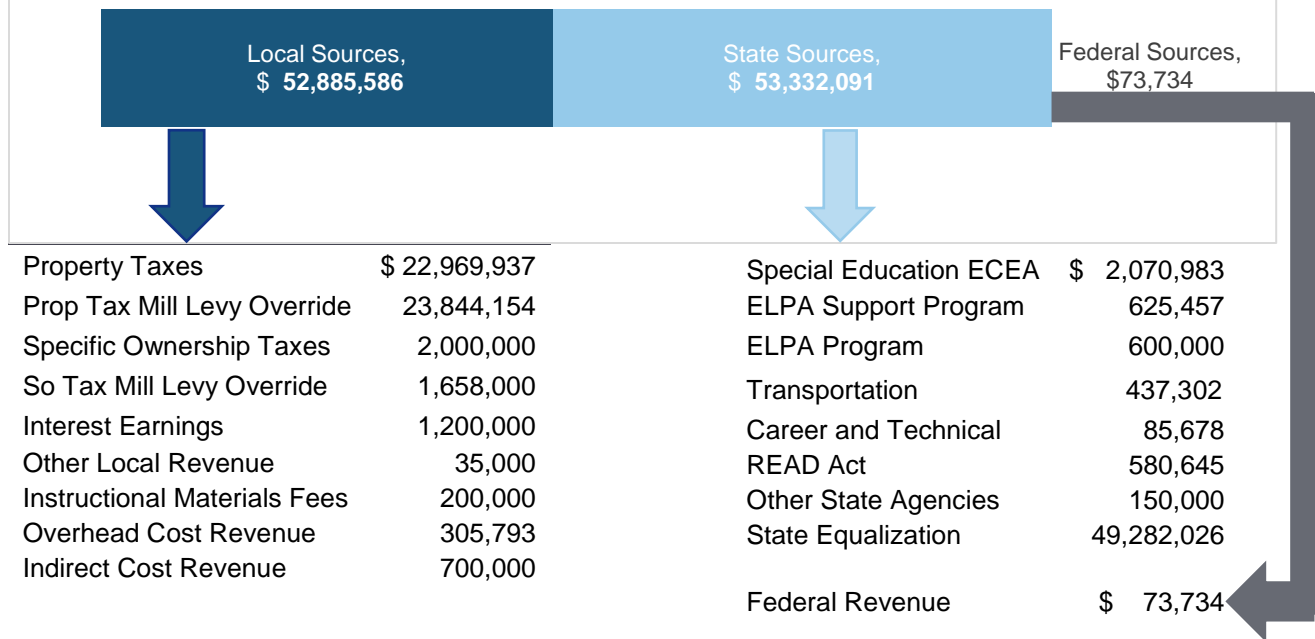 Local Sources,
$ 52,885,586
State Sources,
$ 53,332,091
Federal Sources,
$73,734
Property Taxes $ 22,969,937
Prop Tax Mill Levy Override 23,844,154
Specific Ownership Taxes 2,000,000
So Tax Mill Levy Override 1,658,000
Interest Earnings 1,200,000
Other Local Revenue 35,000
Instructional Materials Fees 200,000
Overhead Cost Revenue 305,793
Indirect Cost Revenue 700,000
Special Education ECEA $ 2,070,983
ELPA Support Program 625,457
ELPA Program 600,000
Transportation 437,302
Career and Technical 85,678
READ Act 580,645
Other State Agencies 150,000
State Equalization 49,282,026
Federal Revenue $ 73,734